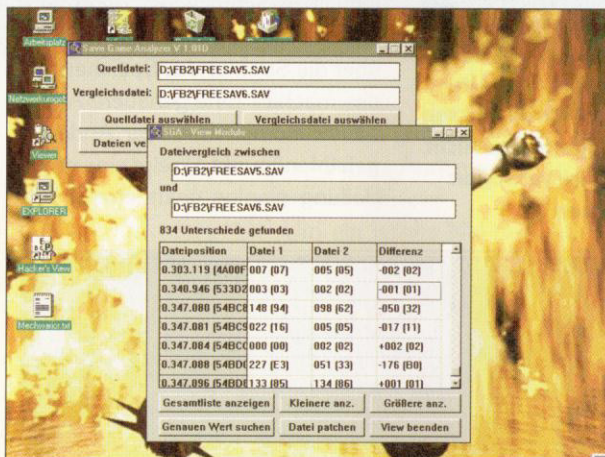 Arbeitsplatz
Netzwerkumgeb
Viewer
EXPLORER
Hacker's View
Mechwarior.txt
Save Game Analyzer V 1.01D
Quelldatei: D:\FB2\FREESAV5.SAV
Vergleichsdatei: D:\FB2\FREESAV6.SAV
Quelldatei auswählen Vergleichsdatei auswählen
Dateien ve
SGA - View Module
Dateivergleich zwischen
D:\FB2\FREESAV5.SAV
und
D:\FB2\FREESAV6.SAV
834 Unterschiede gefunden
Dateiposition Datei 1 Datei 2 Differenz
0.303.119 (4A00F 007 (07) 005 (05) -002 (02)
0.340.946 (533D2 003 (03) 002 (02) -001 (01)
0.347.080 (54BC8 148 (94) 098 (62) -050 (32)
0.347.081 (54BC9 022 (16) 005 (05) -017 (11)
0.347.084 (54BCC 000 (00) 002 (02) +002 (02)
0.347.088 (54BD0 227 (E3) 051 (33) -176 (B0)
0.347.096 (54BD8 133 (85) 134 (86) +001 (01)
Gesamtliste anzeigen Kleinere anz. Größere anz.
Genauen Wert suchen Datei patchen View beenden